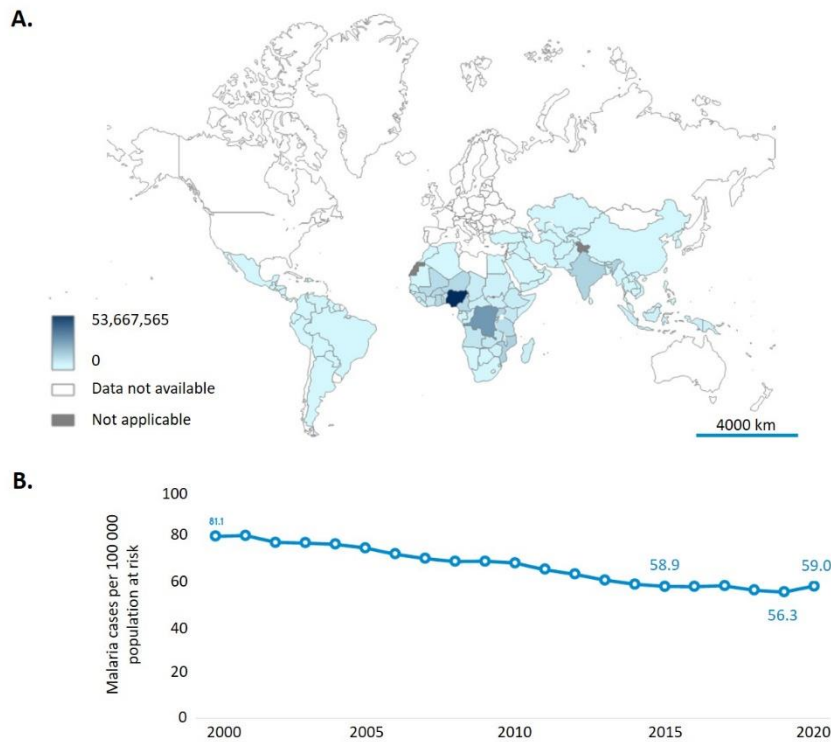 A.
53,667,565
0
Data not available
Not applicable
4000 km
B.
Malaria cases per 100 000
population at risk
100
80
60
40
20
0
81.1
58.9
56.3
59.0
2000
2005
2010
2015
2020